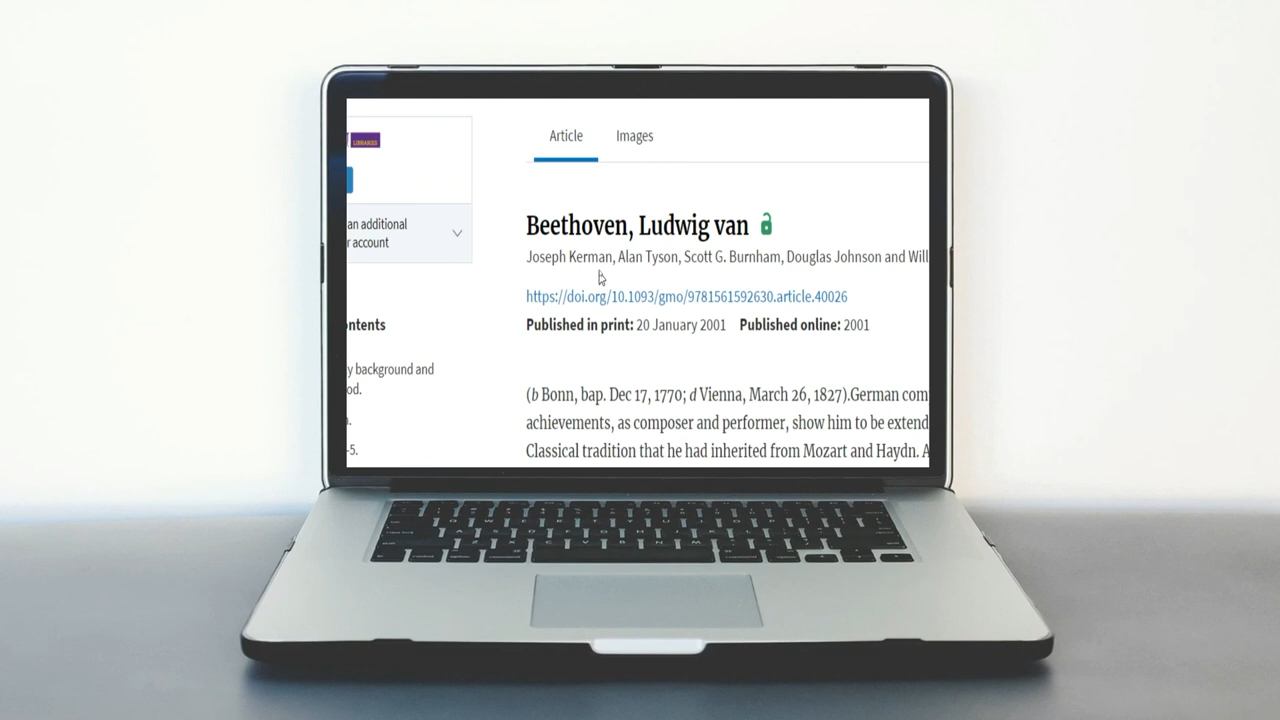 LIBRARIES
an additional
r account
ontents
y background and
od.
-5.
Article Images
Beethoven, Ludwig van
Joseph Kerman, Alan Tyson, Scott G. Burnham, Douglas Johnson and Will
https://doi.org/10.1093/gmo/9781561592630.article.40026
Published in print: 20 January 2001 Published online: 2001
(b Bonn, bap. Dec 17, 1770; d Vienna, March 26, 1827).German com
achievements, as composer and performer, show him to be extend
Classical tradition that he had inherited from Mozart and Haydn. A